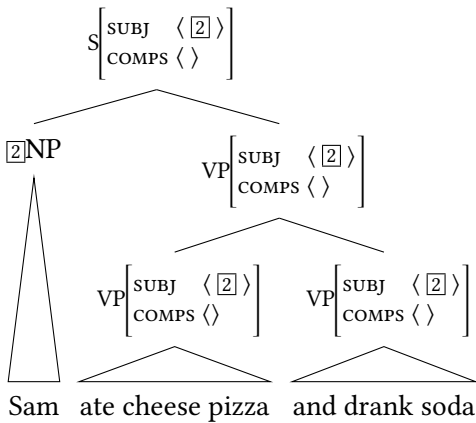 S[SUBJ ⟨ 2 ⟩
COMPS ⟨ ⟩]
2NP
VP[SUBJ ⟨ 2 ⟩
COMPS ⟨ ⟩]
VP[SUBJ ⟨ 2 ⟩
COMPS ⟨⟩]
VP[SUBJ ⟨ 2 ⟩
COMPS ⟨ ⟩]
Sam ate cheese pizza and drank soda